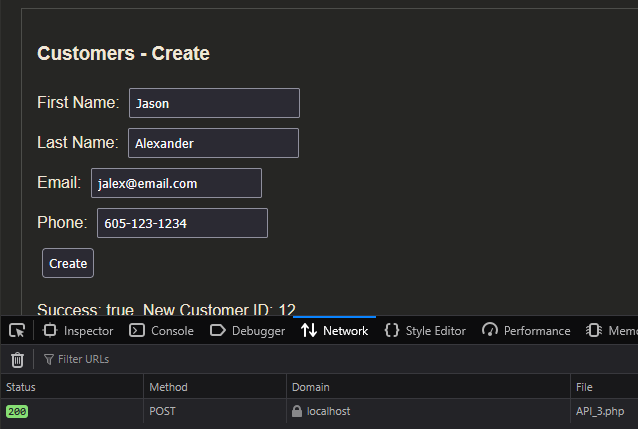 Customers - Create
First Name: Jason
Last Name: Alexander
Email: jalex@email.com
Phone: 605-123-1234
Create
Success: true, New Customer ID: 12
Inspector Console Debugger Network Style Editor Performance Memo
Filter URLs
Status Method Domain File
200 POST localhost API_3.php